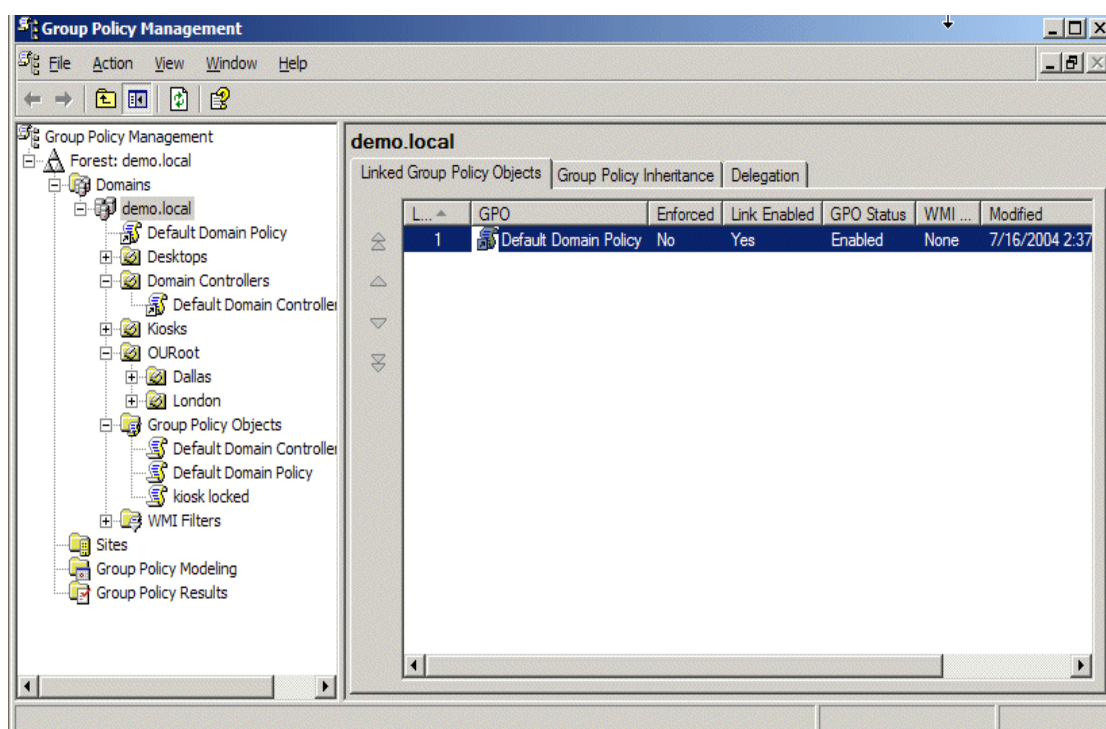 Group Policy Management
File Action View Window Help
Group Policy Management
Forest: demo.local
Domains
demo.local
Default Domain Policy
Desktops
Domain Controllers
Default Domain Controller
Kiosks
OURoot
Dallas
London
Group Policy Objects
Default Domain Controller
Default Domain Policy
kiosk locked
WMI Filters
Sites
Group Policy Modeling
Group Policy Results
demo.local
Linked Group Policy Objects Group Policy Inheritance Delegation
L... GPO Enforced Link Enabled GPO Status WMI ... Modified
1 Default Domain Policy No Yes Enabled None 7/16/2004 2:37